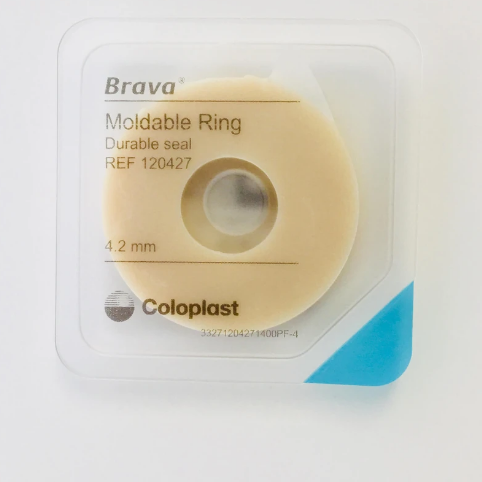 Brava®
Moldable Ring
Durable seal
REF 120427
4.2 mm
Coloplast
33271204271400PF-4